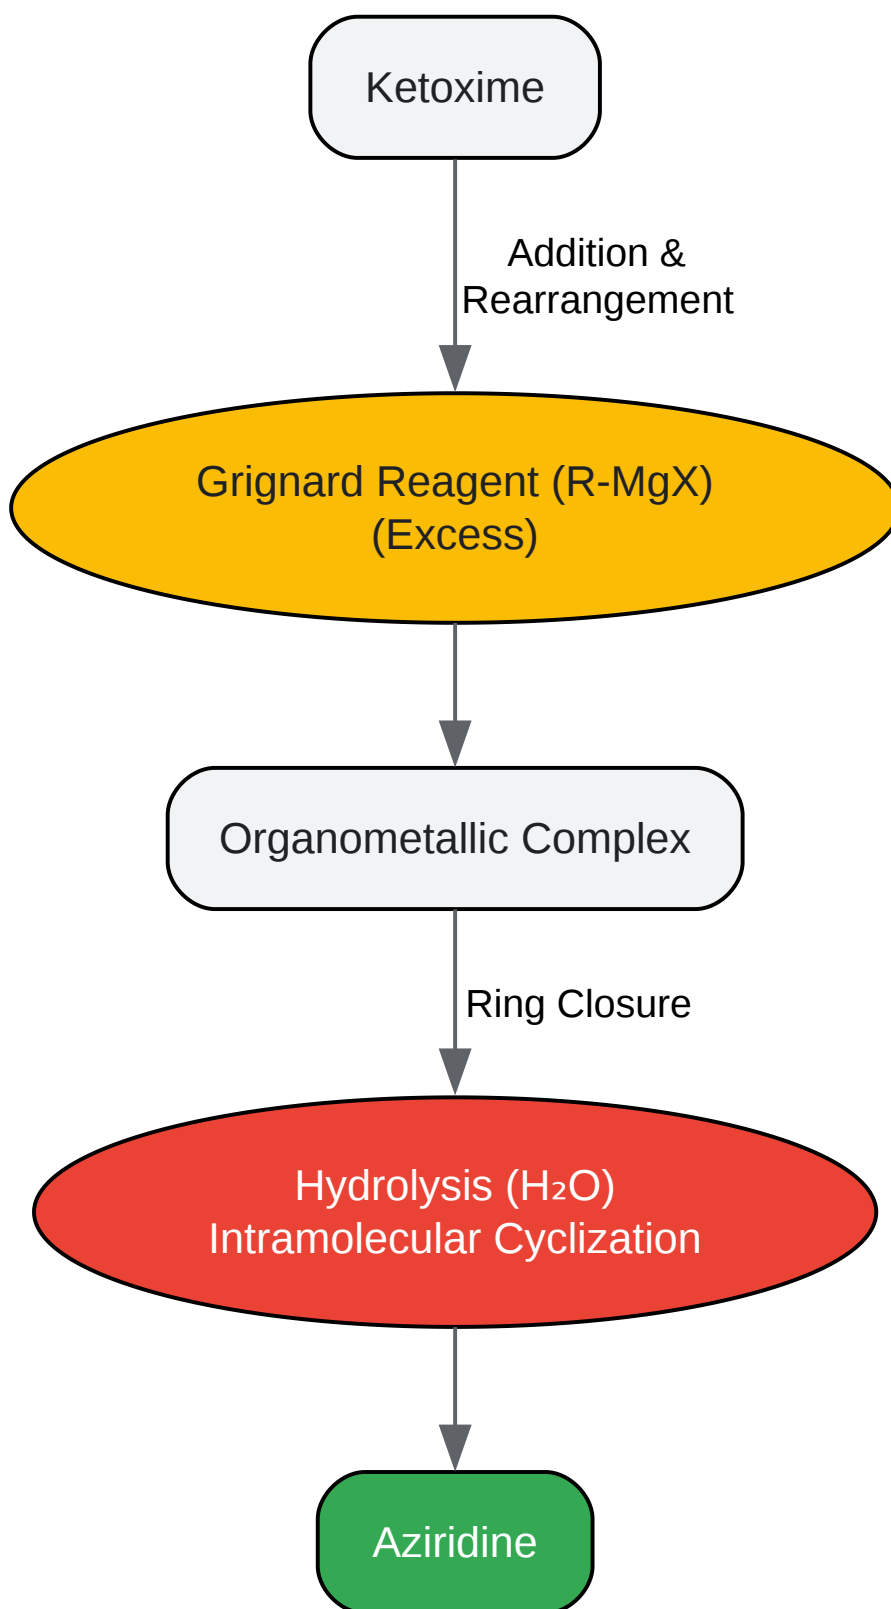 Ketoxime
Addition &
Rearrangement
Grignard Reagent (R-MgX)
(Excess)
Organometallic Complex
Ring Closure
Hydrolysis (H₂O)
Intramolecular Cyclization
Aziridine